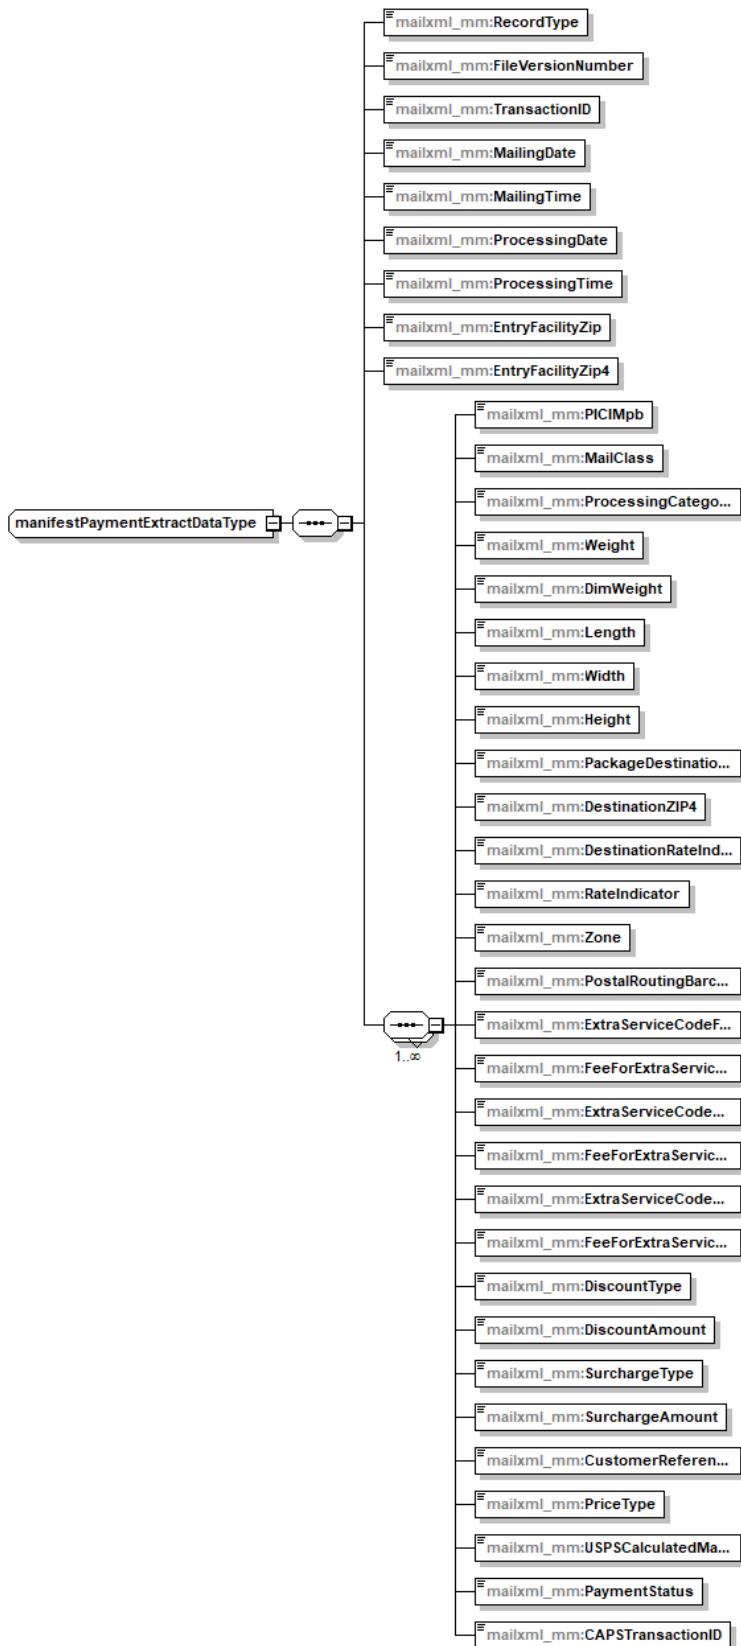 mailxml_mm:RecordType
mailxml_mm:FileVersionNumber
mailxml_mm:TransactionID
mailxml_mm:MailingDate
mailxml_mm:MailingTime
mailxml_mm:ProcessingDate
mailxml_mm:ProcessingTime
mailxml_mm:EntryFacilityZip
mailxml_mm:EntryFacilityZip4
mailxml_mm:PICIMpb
mailxml_mm:MailClass
mailxml_mm:ProcessingCatego...
manifestPaymentExtractDataType
mailxml_mm:Weight
mailxml_mm:DimWeight
mailxml_mm:Length
mailxml_mm:Width
mailxml_mm:Height
mailxml_mm:PackageDestinatio...
mailxml_mm:DestinationZIP4
mailxml_mm:DestinationRateInd...
mailxml_mm:RateIndicator
mailxml_mm:Zone
mailxml_mm:PostalRoutingBarc...
mailxml_mm:ExtraServiceCodeF...
1..∞
mailxml_mm:FeeForExtraServic...
mailxml_mm:ExtraServiceCode...
mailxml_mm:FeeForExtraServic...
mailxml_mm:ExtraServiceCode...
mailxml_mm:FeeForExtraServic...
mailxml_mm:DiscountType
mailxml_mm:DiscountAmount
mailxml_mm:SurchargeType
mailxml_mm:SurchargeAmount
mailxml_mm:CustomerReferen...
mailxml_mm:PriceType
mailxml_mm:USPSCalculatedMa...
mailxml_mm:PaymentStatus
mailxml_mm:CAPSTransactionID